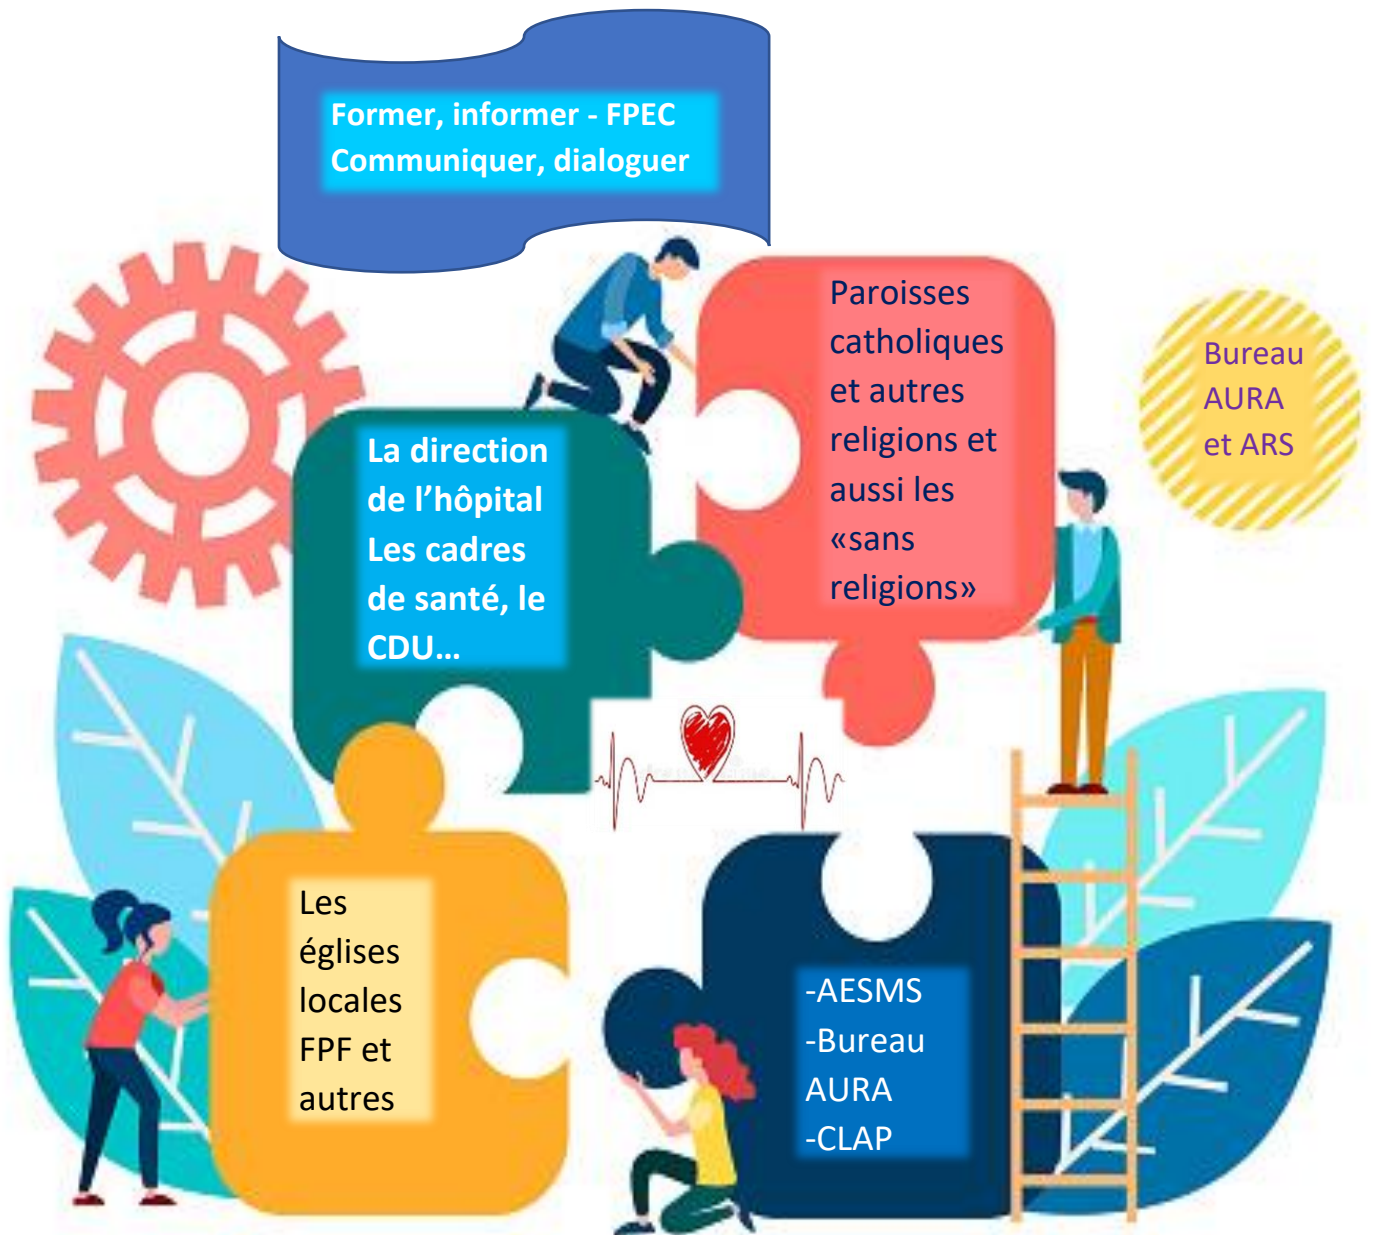 Former, informer - FPEC
Communiquer, dialoguer
Paroisses
catholiques
et autres
religions et
aussi les
«sans
religions»
Bureau
AURA
et ARS
La direction
de l’hôpital
Les cadres
de santé, le
CDU…
Les
églises
locales
FPF et
autres
-AESMS
-Bureau
AURA
-CLAP